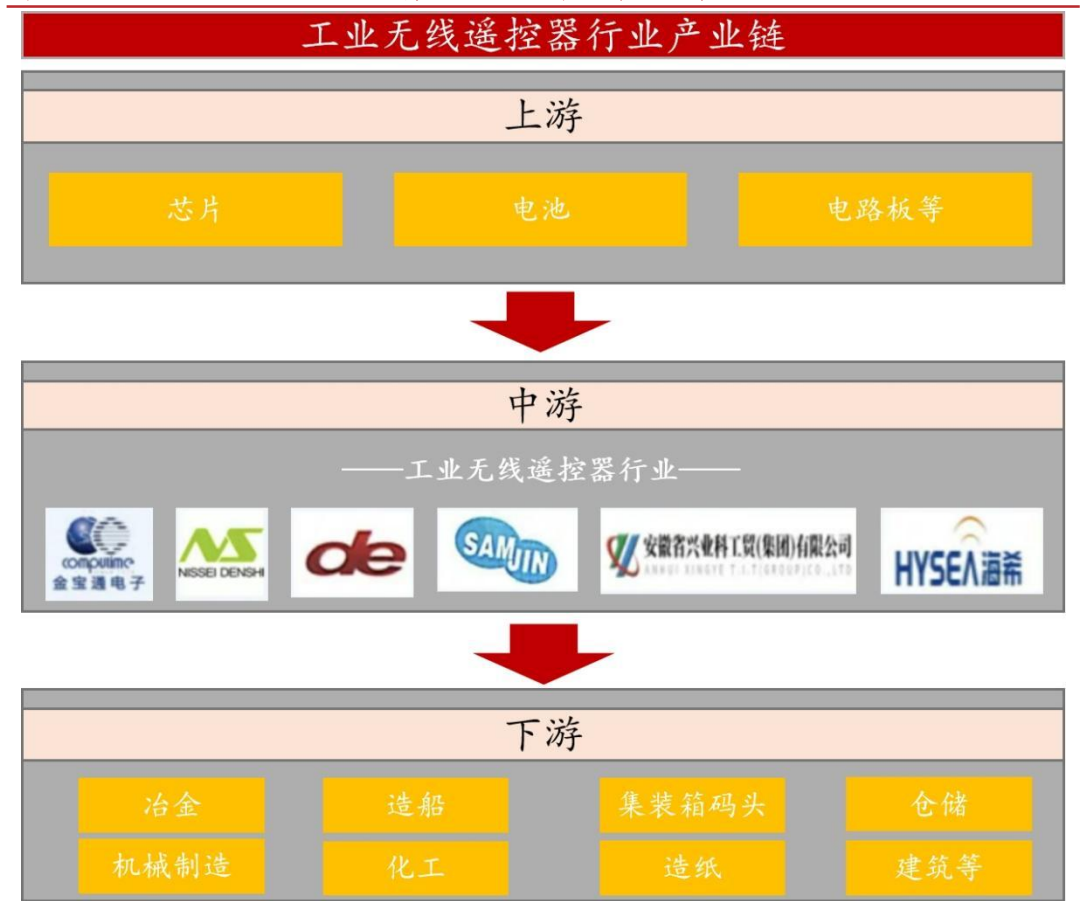 工业无线遥控器行业产业链
上游
芯片 电池 电路板等
中游
——工业无线遥控器行业——
computime
金宝通电子
NS
NISSEI DENSHI
de
SAMJIN
安徽省兴业科工贸(集团)有限公司
ANHUI XINGYE T.I.T(GROUP)CO.,LTD
HYSEA海希
下游
冶金 造船 集装箱码头 仓储
机械制造 化工 造纸 建筑等